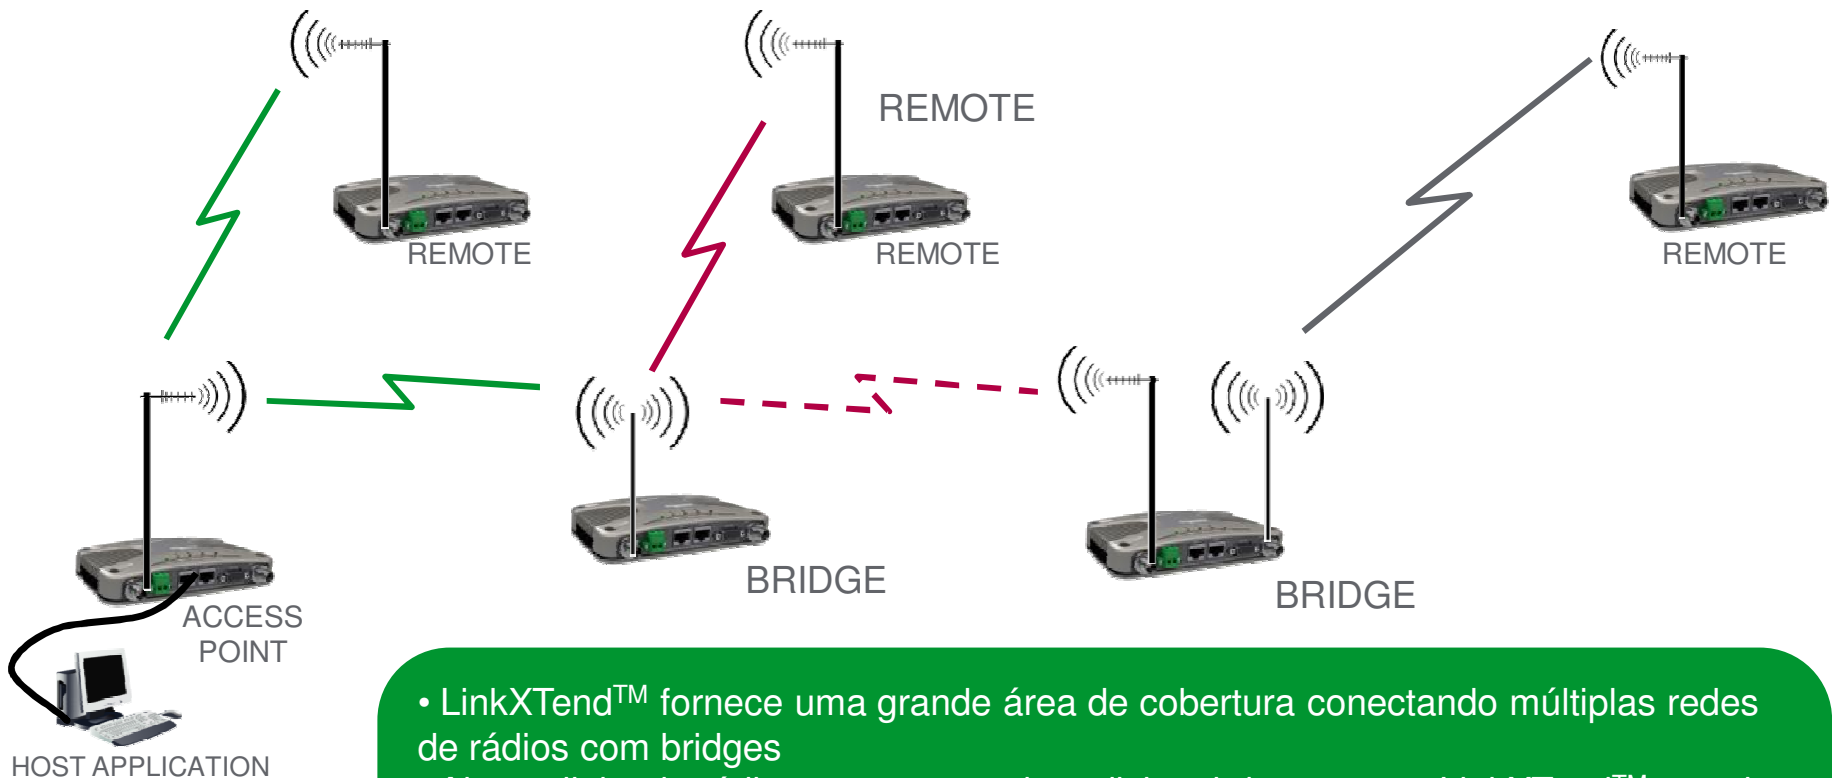 REMOTE
REMOTE
REMOTE
REMOTE
BRIDGE
BRIDGE
ACCESS
POINT
HOST APPLICATION
• LinkXTend™ fornece uma grande área de cobertura conectando múltiplas redes
de rádios com bridges